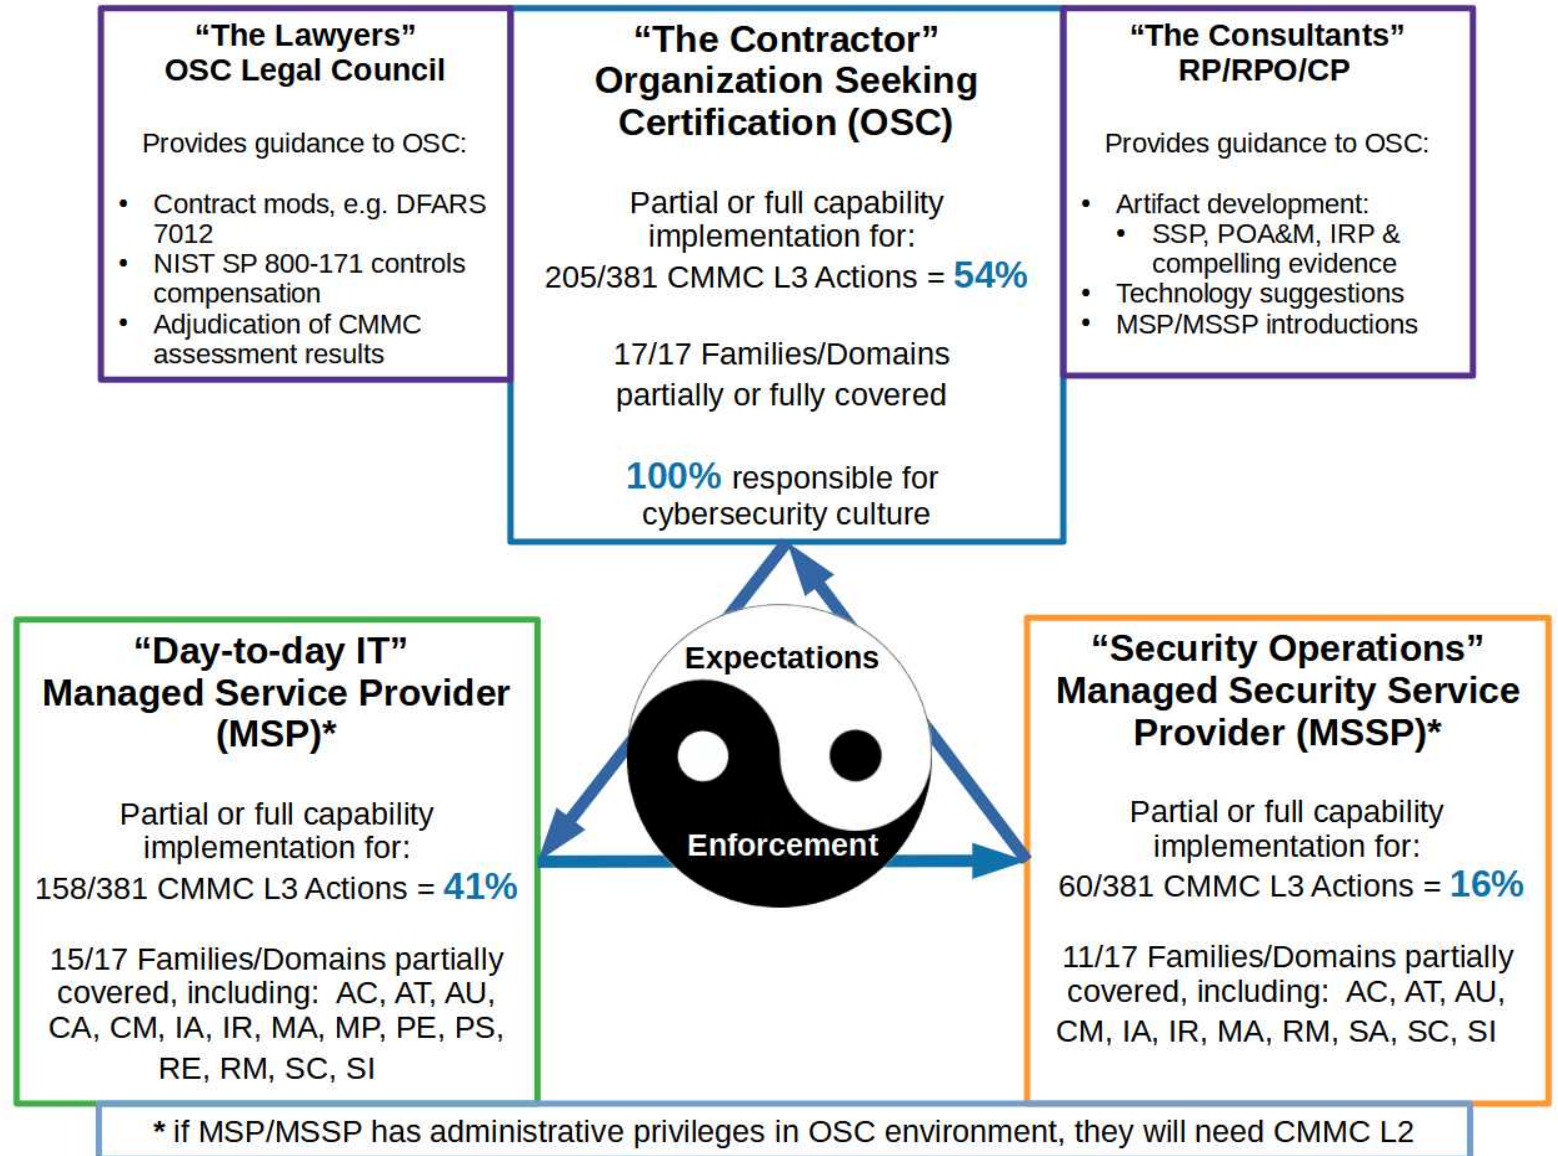 “The Lawyers”
OSC Legal Council
Provides guidance to OSC:
• Contract mods, e.g. DFARS
7012
• NIST SP 800-171 controls
compensation
• Adjudication of CMMC
assessment results
“The Contractor”
Organization Seeking
Certification (OSC)
Partial or full capability
implementation for:
205/381 CMMC L3 Actions = 54%
17/17 Families/Domains
partially or fully covered
100% responsible for
cybersecurity culture
“The Consultants”
RP/RPO/CP
Provides guidance to OSC:
• Artifact development:
• SSP, POA&M, IRP &
compelling evidence
• Technology suggestions
• MSP/MSSP introductions
“Day-to-day IT”
Managed Service Provider
(MSP)*
Partial or full capability
implementation for:
158/381 CMMC L3 Actions = 41%
15/17 Families/Domains partially
covered, including: AC, AT, AU,
CA, CM, IA, IR, MA, MP, PE, PS,
RE, RM, SC, SI
Expectations
Enforcement
“Security Operations”
Managed Security Service
Provider (MSSP)*
Partial or full capability
implementation for:
60/381 CMMC L3 Actions = 16%
11/17 Families/Domains partially
covered, including: AC, AT, AU,
CM, IA, IR, MA, RM, SA, SC, SI
* if MSP/MSSP has administrative privileges in OSC environment, they will need CMMC L2